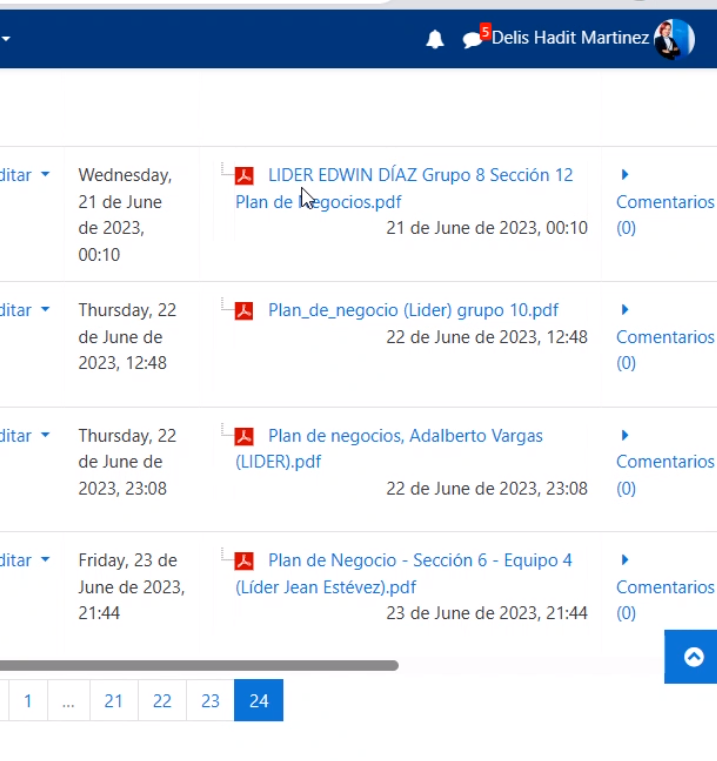 5
Delis Hadit Martinez
ditar
Wednesday,
21 de June
de 2023,
00:10
LIDER EDWIN DÍAZ Grupo 8 Sección 12
Plan de Negocios.pdf
21 de June de 2023, 00:10
Comentarios
(0)
ditar
Thursday, 22
de June de
2023, 12:48
Plan_de_negocio (Lider) grupo 10.pdf
22 de June de 2023, 12:48
Comentarios
(0)
ditar
Thursday, 22
de June de
2023, 23:08
Plan de negocios, Adalberto Vargas
(LIDER).pdf
22 de June de 2023, 23:08
Comentarios
(0)
ditar
Friday, 23 de
June de 2023,
21:44
Plan de Negocio - Sección 6 - Equipo 4
(Líder Jean Estévez).pdf
23 de June de 2023, 21:44
Comentarios
(0)
1 ... 21 22 23 24